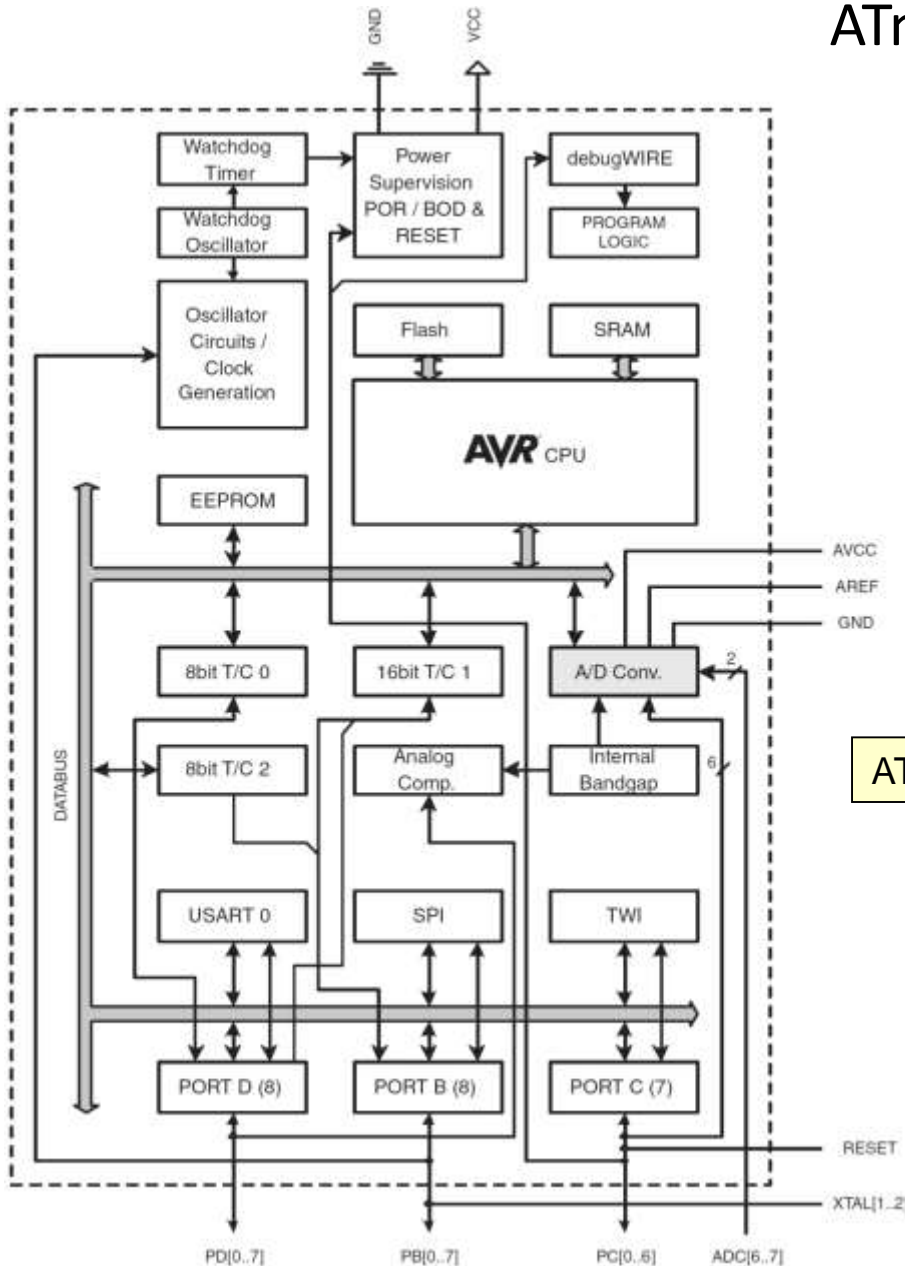 ATm
GND
VCC
Watchdog
Timer
Power
Supervision
POR / BOD &
RESET
debugWIRE
Watchdog
Oscillator
PROGRAM
LOGIC
Oscillator
Circuits /
Clock
Generation
Flash
SRAM
AVR CPU
EEPROM
AVCC
AREF
GND
8bit T/C 0
16bit T/C 1
A/D Conv.
2
DATABUS
8bit T/C 2
Analog
Comp.
Internal
Bandgap
6
AT
USART 0
SPI
TWI
PORT D (8)
PORT B (8)
PORT C (7)
RESET
XTAL[1..2]
PD[0..7]
PB[0..7]
PC[0..6]
ADC[6..7]